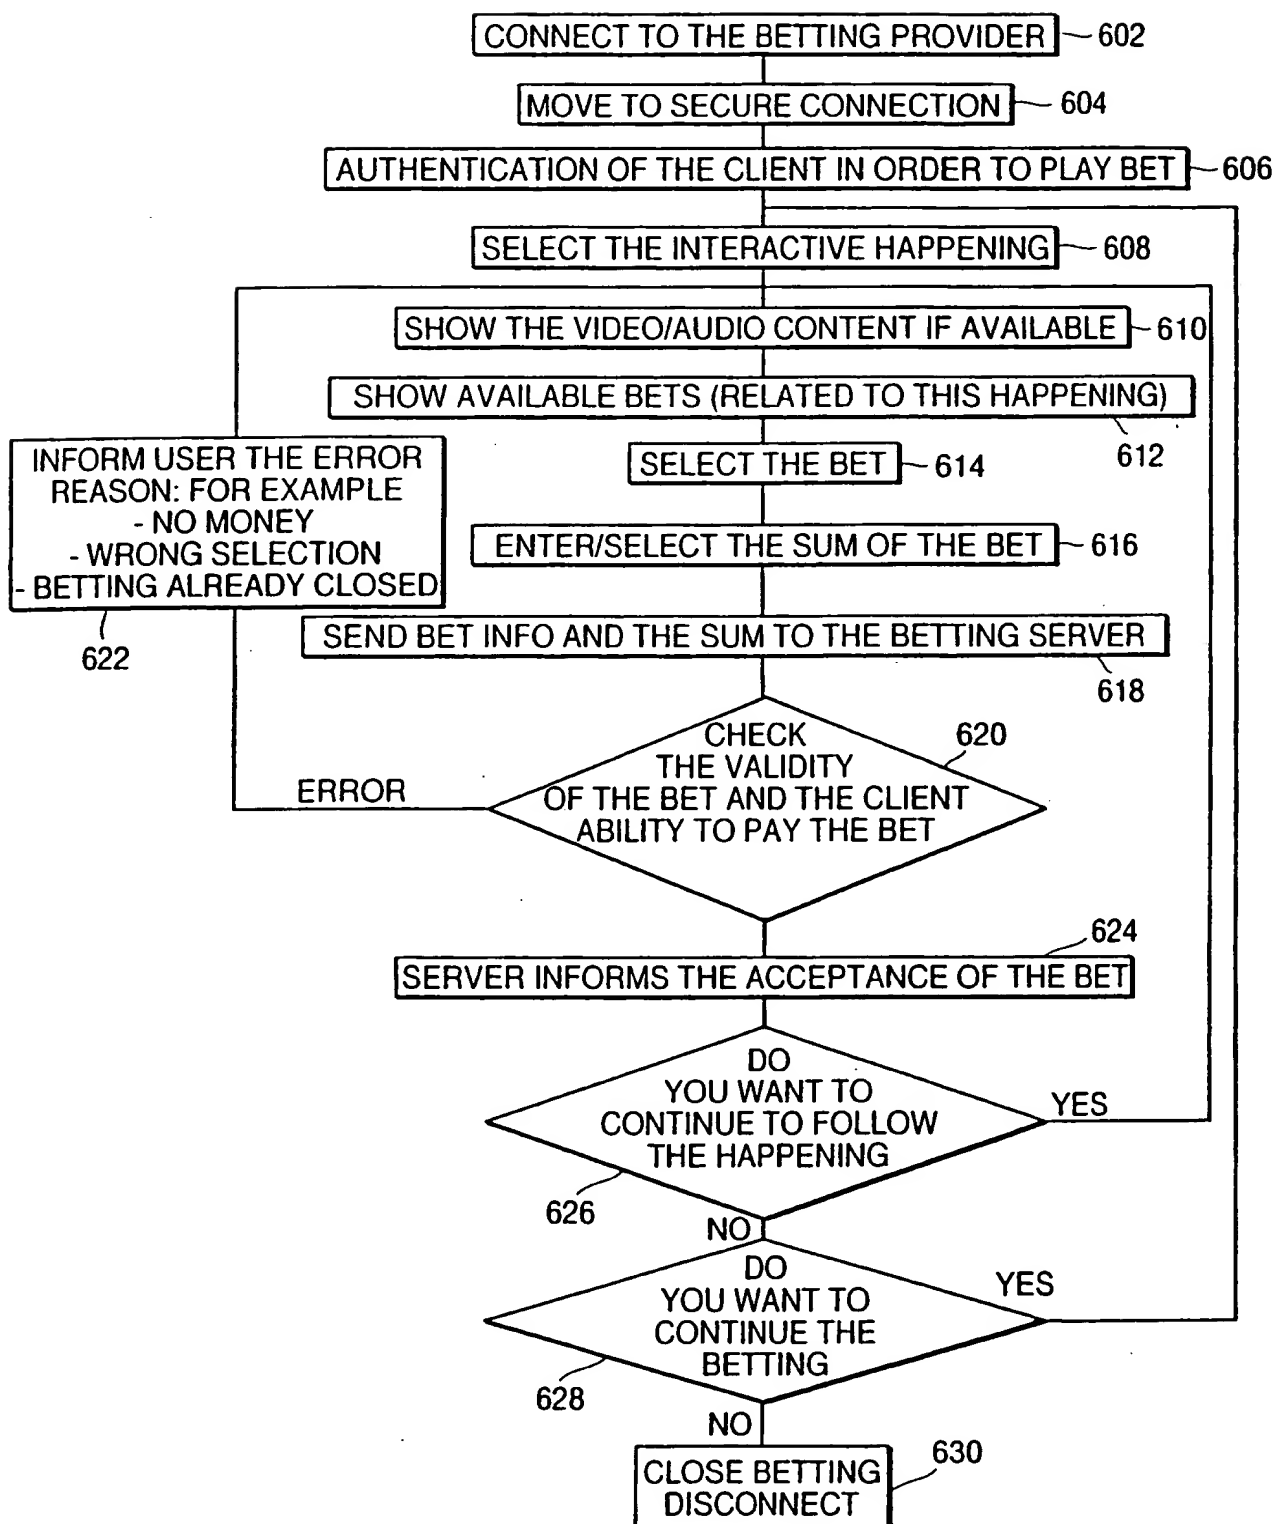 CONNECT TO THE BETTING PROVIDER
602
MOVE TO SECURE CONNECTION
604
AUTHENTICATION OF THE CLIENT IN ORDER TO PLAY BET
606
SELECT THE INTERACTIVE HAPPENING
608
SHOW THE VIDEO/AUDIO CONTENT IF AVAILABLE
610
SHOW AVAILABLE BETS (RELATED TO THIS HAPPENING)
612
INFORM USER THE ERROR
REASON: FOR EXAMPLE
- NO MONEY
- WRONG SELECTION
- BETTING ALREADY CLOSED
622
SELECT THE BET
614
ENTER/SELECT THE SUM OF THE BET
616
SEND BET INFO AND THE SUM TO THE BETTING SERVER
618
CHECK
THE VALIDITY
OF THE BET AND THE CLIENT
ABILITY TO PAY THE BET
620
ERROR
624
SERVER INFORMS THE ACCEPTANCE OF THE BET
DO
YOU WANT TO
CONTINUE TO FOLLOW
THE HAPPENING
YES
626
NO
DO
YOU WANT TO
CONTINUE THE
BETTING
YES
628
NO
CLOSE BETTING
DISCONNECT
630